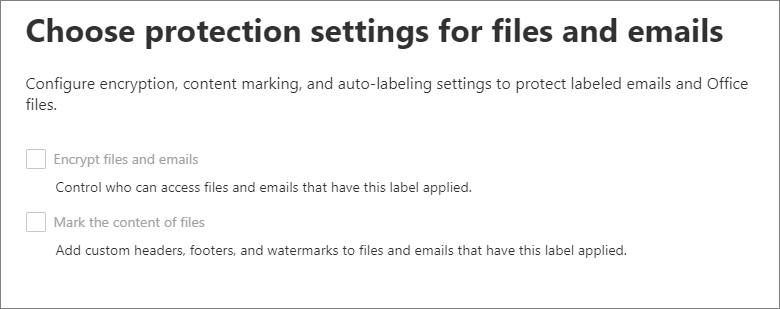 Choose protection settings for files and emails
Configure encryption, content marking, and auto-labeling settings to protect labeled emails and Office
files.
Encrypt files and emails
Control who can access files and emails that have this label applied.
Mark the content of files
Add custom headers, footers, and watermarks to files and emails that have this label applied.